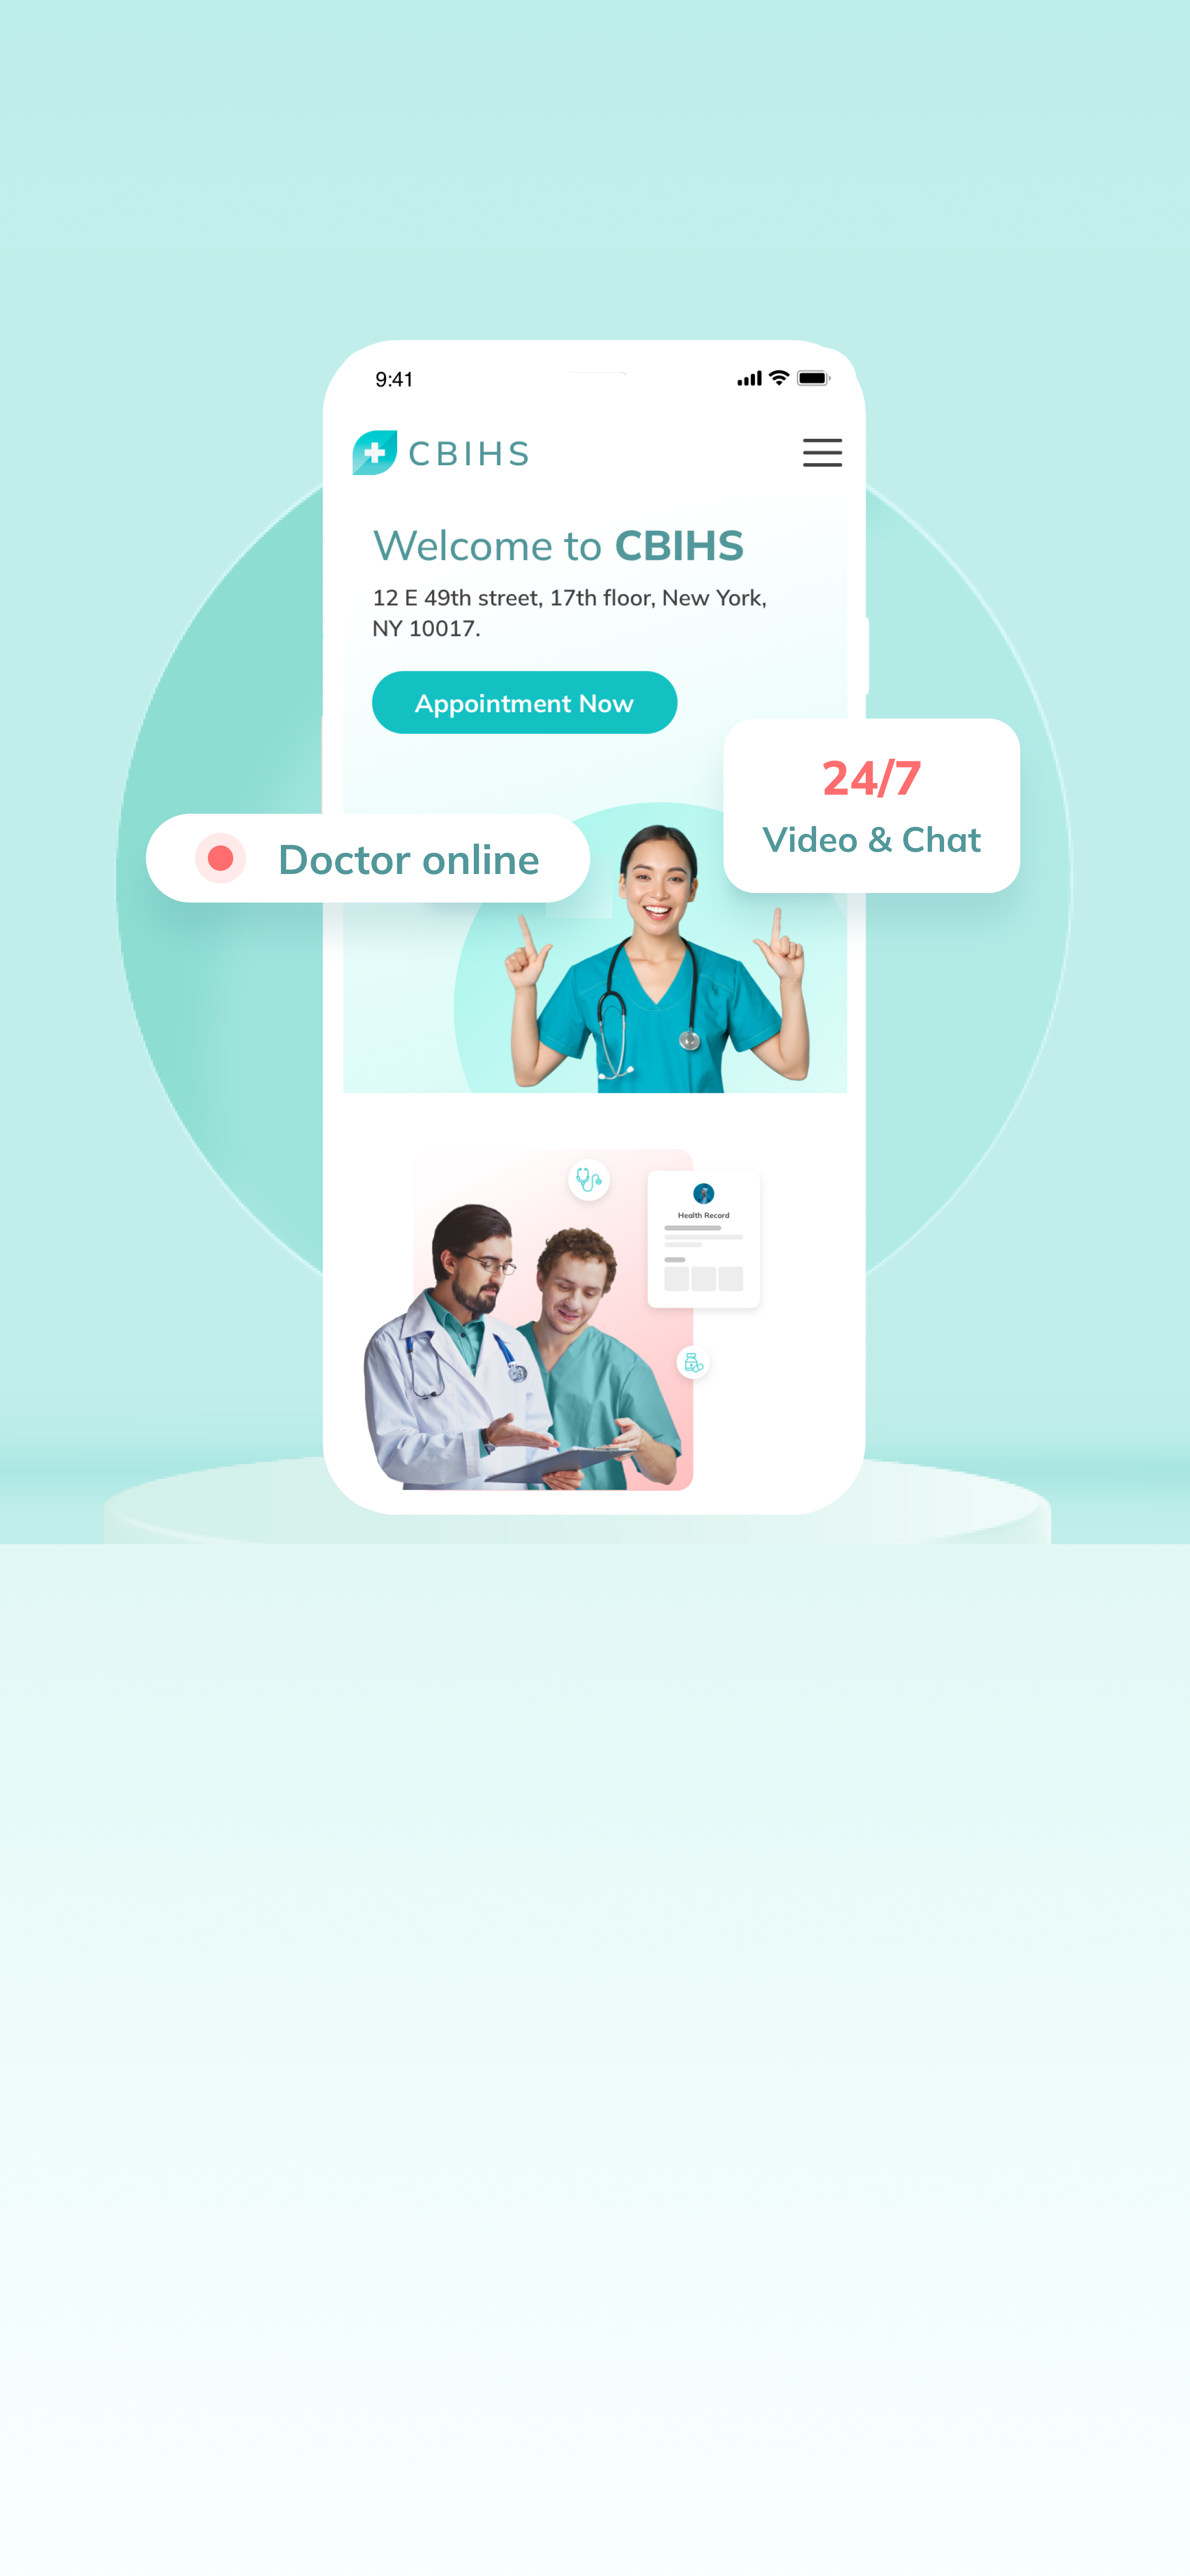 9:41
CBIHS
Welcome to CBIHS
12 E 49th street, 17th floor, New York,
NY 10017.
Appointment Now
24/7
Video & Chat
Doctor online
Health Record